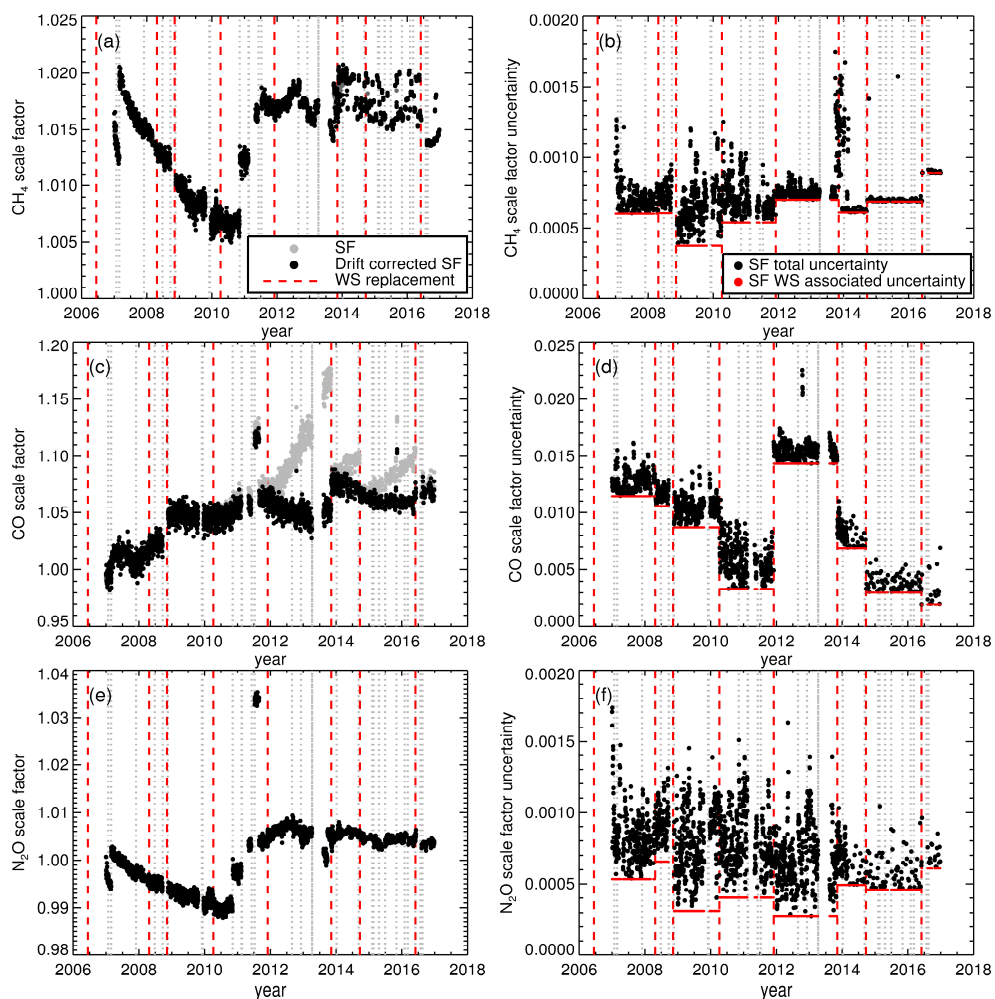 (a)
CH4 scale factor
1.020
1.015
1.010
1.005
1.000
SF
Drift corrected SF
WS replacement
2006 2008 2010 2012 2014 2016 2018
year
(b)
CH4 scale factor uncertainty
0.0020
0.0015
0.0010
0.0005
0.0000
SF total uncertainty
SF WS associated uncertainty
2006 2008 2010 2012 2014 2016 2018
year
(c)
CO scale factor
1.20
1.15
1.10
1.05
1.00
0.95
2006 2008 2010 2012 2014 2016 2018
year
(d)
CO scale factor uncertainty
0.025
0.020
0.015
0.010
0.005
0.000
2006 2008 2010 2012 2014 2016 2018
year
(e)
N2O scale factor
1.04
1.03
1.02
1.01
1.00
0.99
0.98
2006 2008 2010 2012 2014 2016 2018
year
(f)
N2O scale factor uncertainty
0.0020
0.0015
0.0010
0.0005
0.0000
2006 2008 2010 2012 2014 2016 2018
year